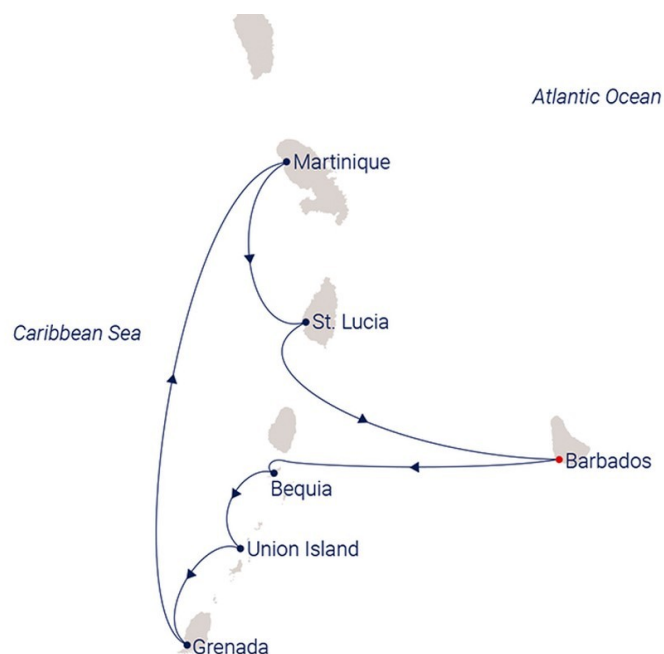 Atlantic Ocean
Martinique
St. Lucia
Caribbean Sea
Barbados
Bequia
Union Island
Grenada